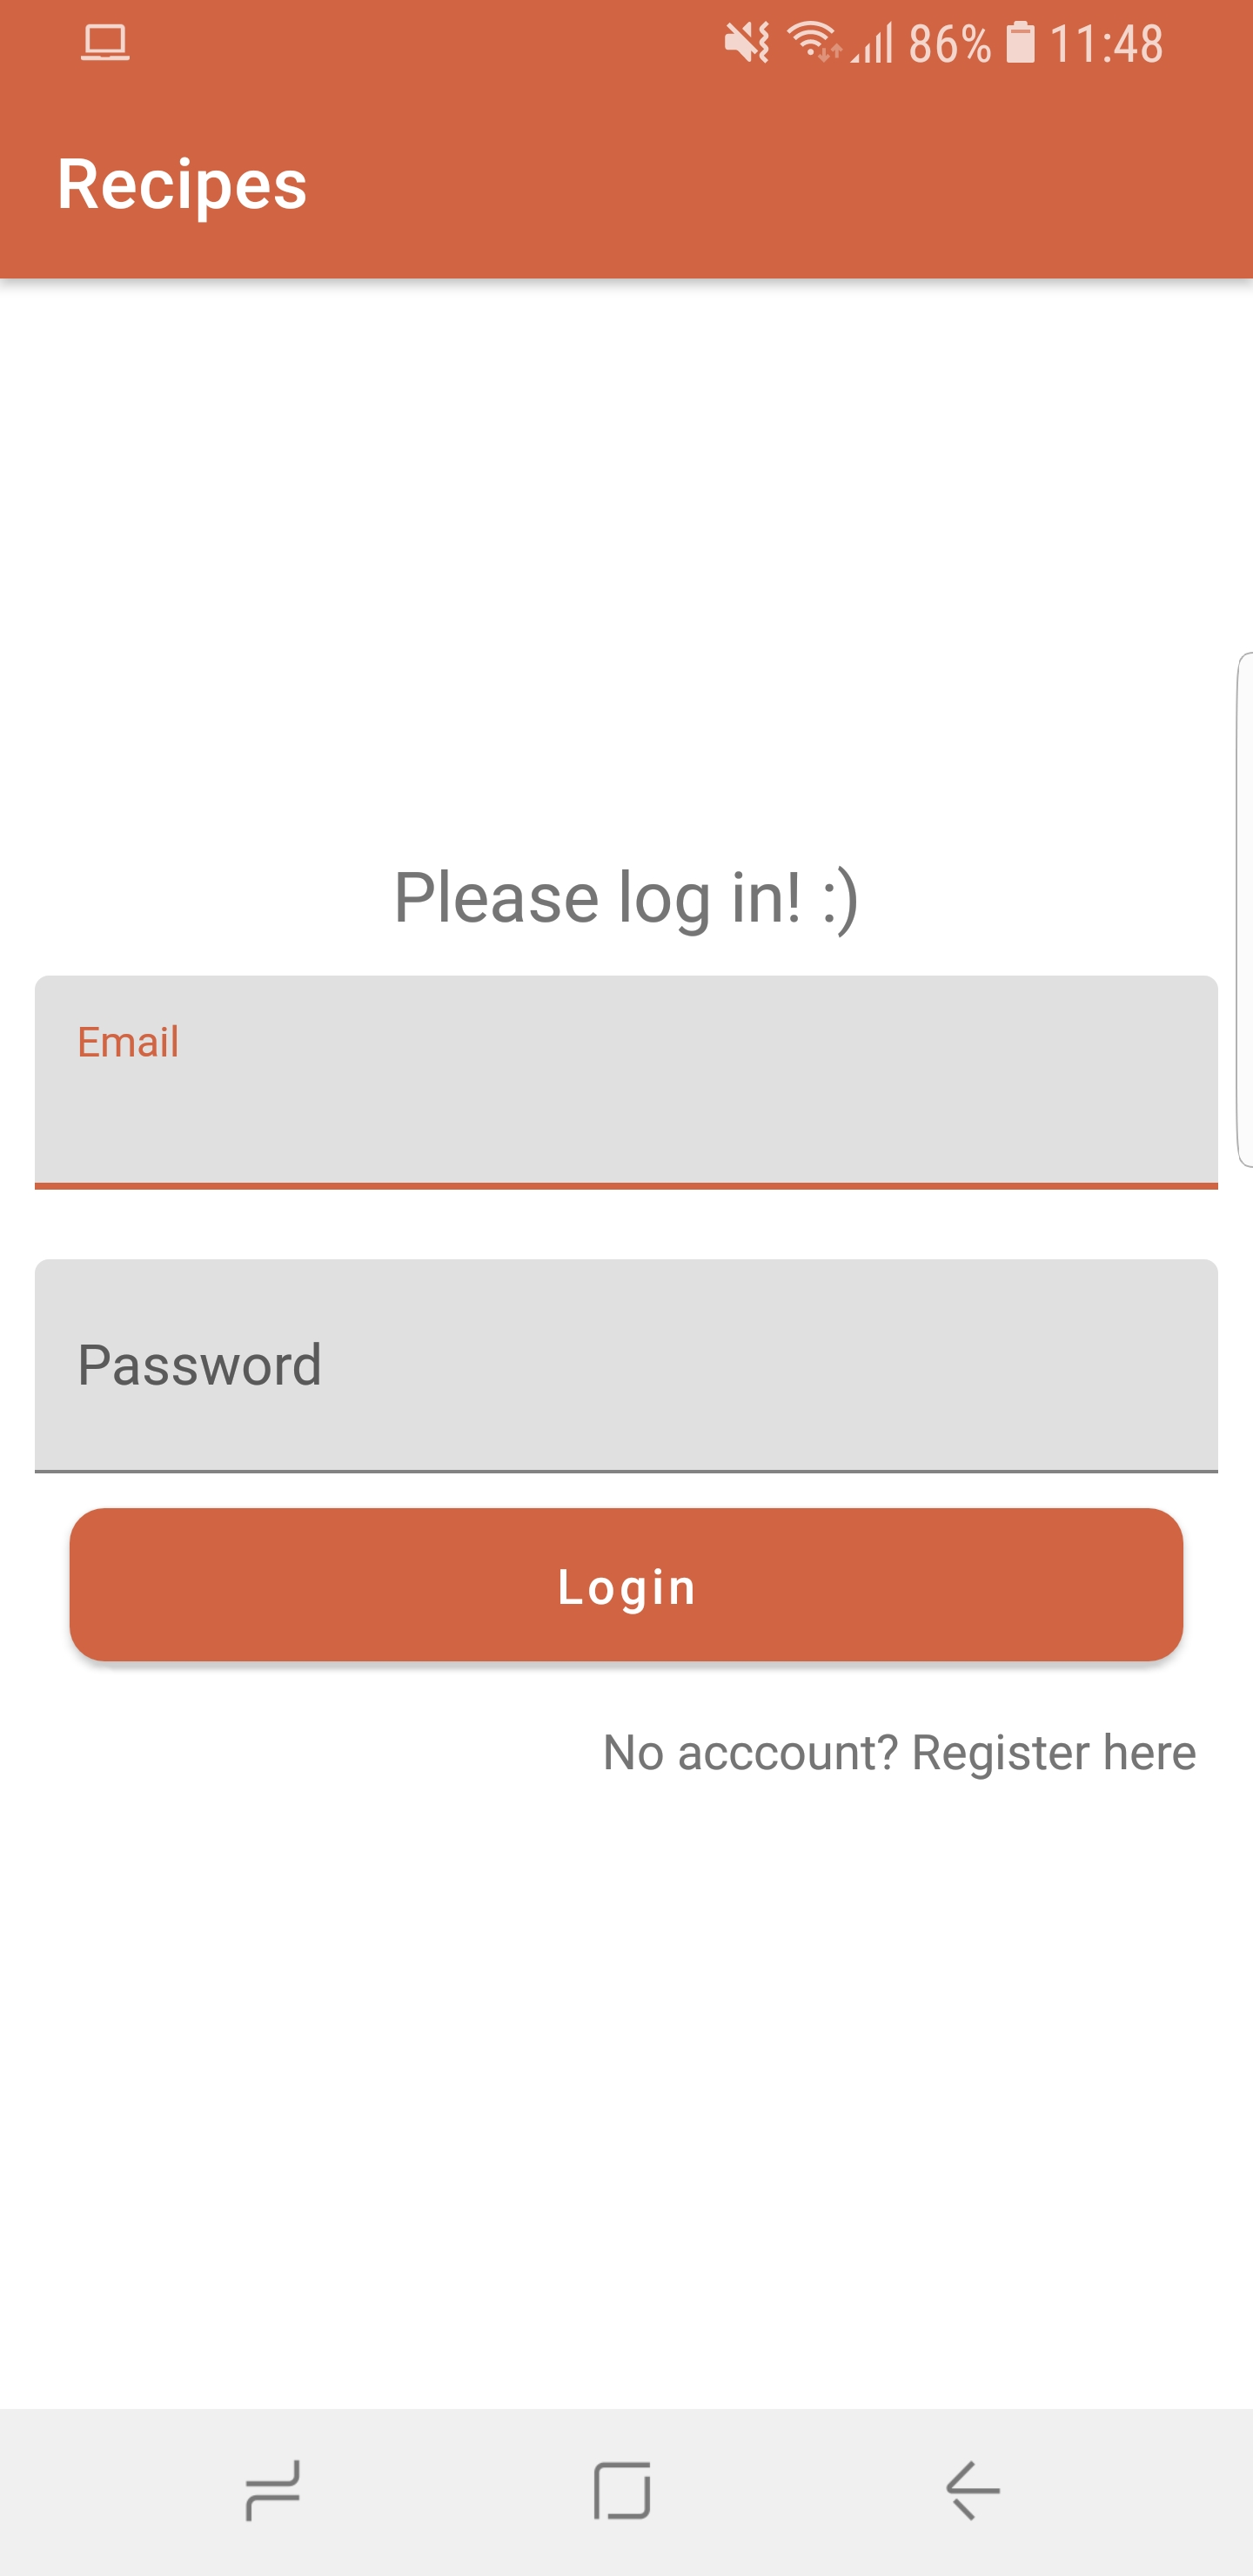 86% 11:48
Recipes
Please log in! :)
Email
Password
Login
No acccount? Register here